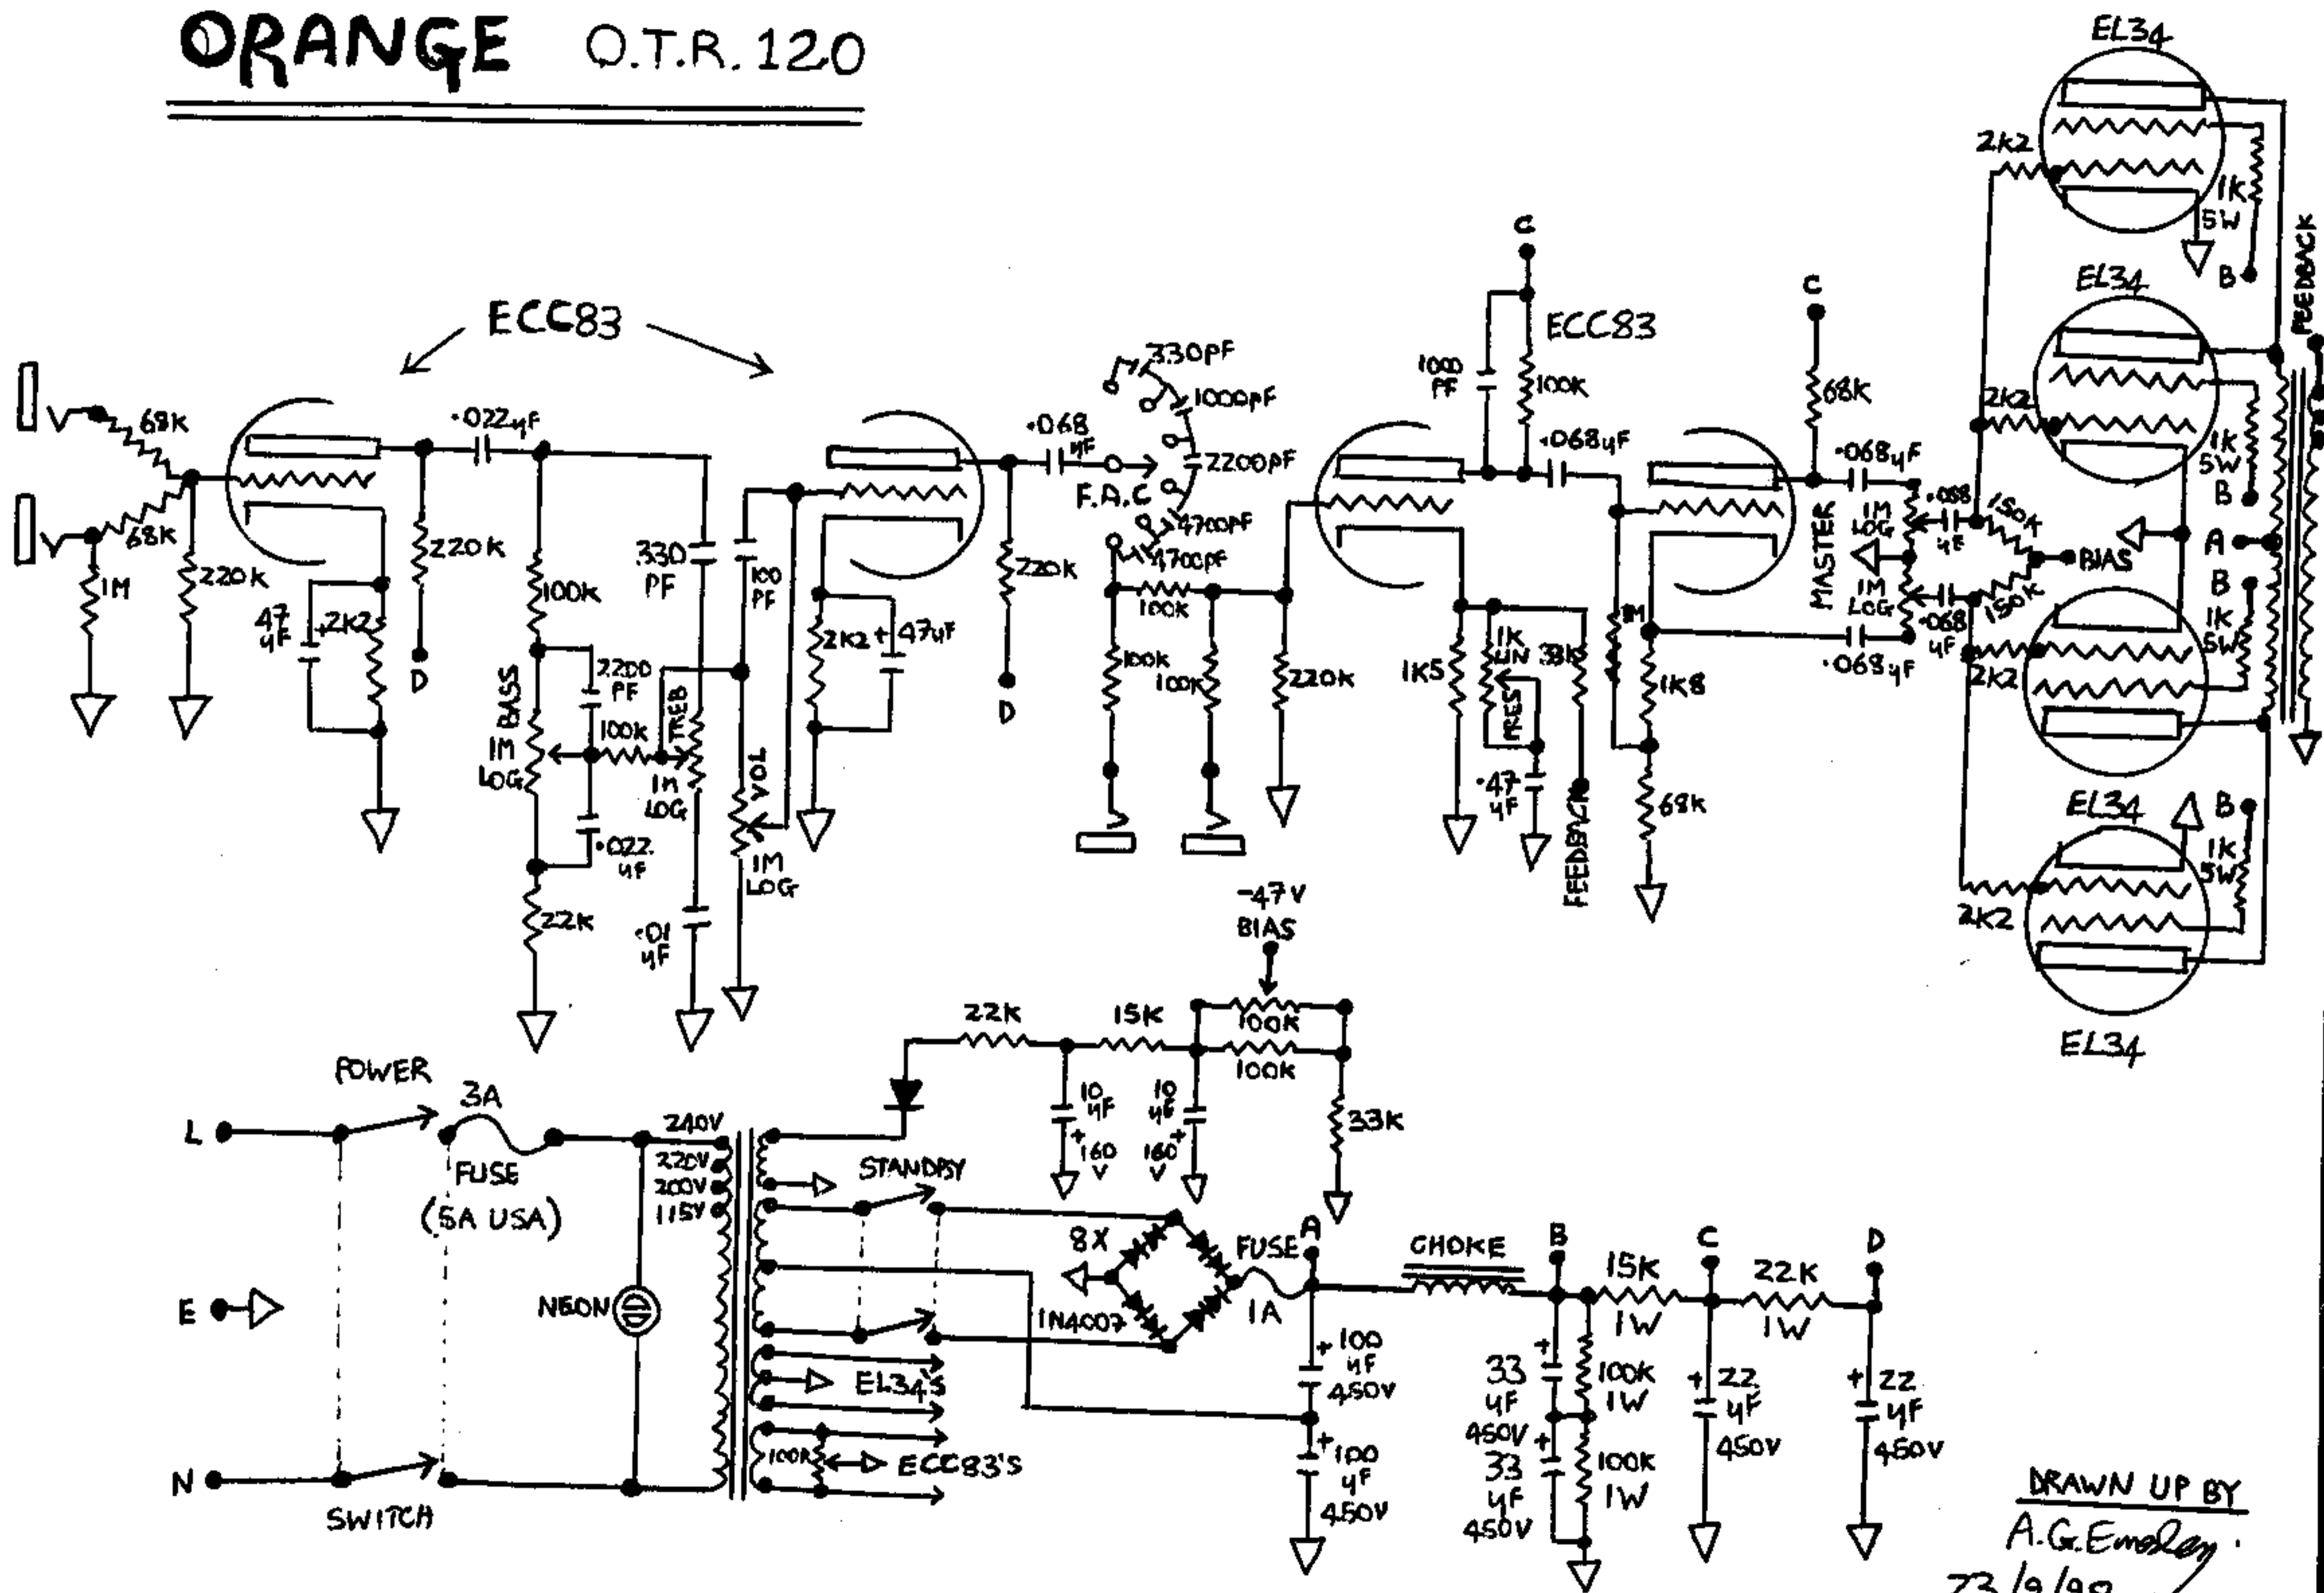 ORANGE O.T.R. 120
EL34
2K2
1K
5W
B
FEEDBACK
EL34
2K2
1K
5W
B
C
C
ECC83
ECC83
68K
68K
1M
220K
47
µF
+
2K2
.022µF
220K
D
100K
BASS
1M
LOG
2200
PF
100K
.022
µF
22K
330
PF
TREB
1M
LOG
.01
µF
100
PF
VOL
1M
LOG
2K2
+
47µF
220K
D
.068
µF
F.A.C
330PF
1000PF
2200PF
4700PF
4700PF
100K
100K
100K
220K
1000
PF
100K
.068µF
1K5
1K
LIN
PRES
.47
µF
33K
FEEDBACK
1M
1K8
68K
68K
.068µF
MASTER
1M
LOG
1M
LOG
.068
µF
.068
µF
.068µF
150K
150K
BIAS
A
B
1K
5W
2K2
EL34
B
1K
5W
2K2
EL34
-47V
BIAS
22K
15K
100K
100K
10
µF
+
160
V
10
µF
+
160
V
33K
POWER
3A
L
FUSE
(5A USA)
240V
220V
200V
115V
E
NEON
N
SWITCH
STANDBY
8X
1N4007
FUSE
1A
A
EL34'S
100R
ECC83'S
+
100
µF
450V
+
100
µF
450V
CHOKE
B
15K
1W
C
22K
1W
D
+
33
µF
450V
+
33
µF
450V
100K
1W
100K
1W
+
22
µF
450V
+
22
µF
450V
DRAWN UP BY
A.G.Emsley.